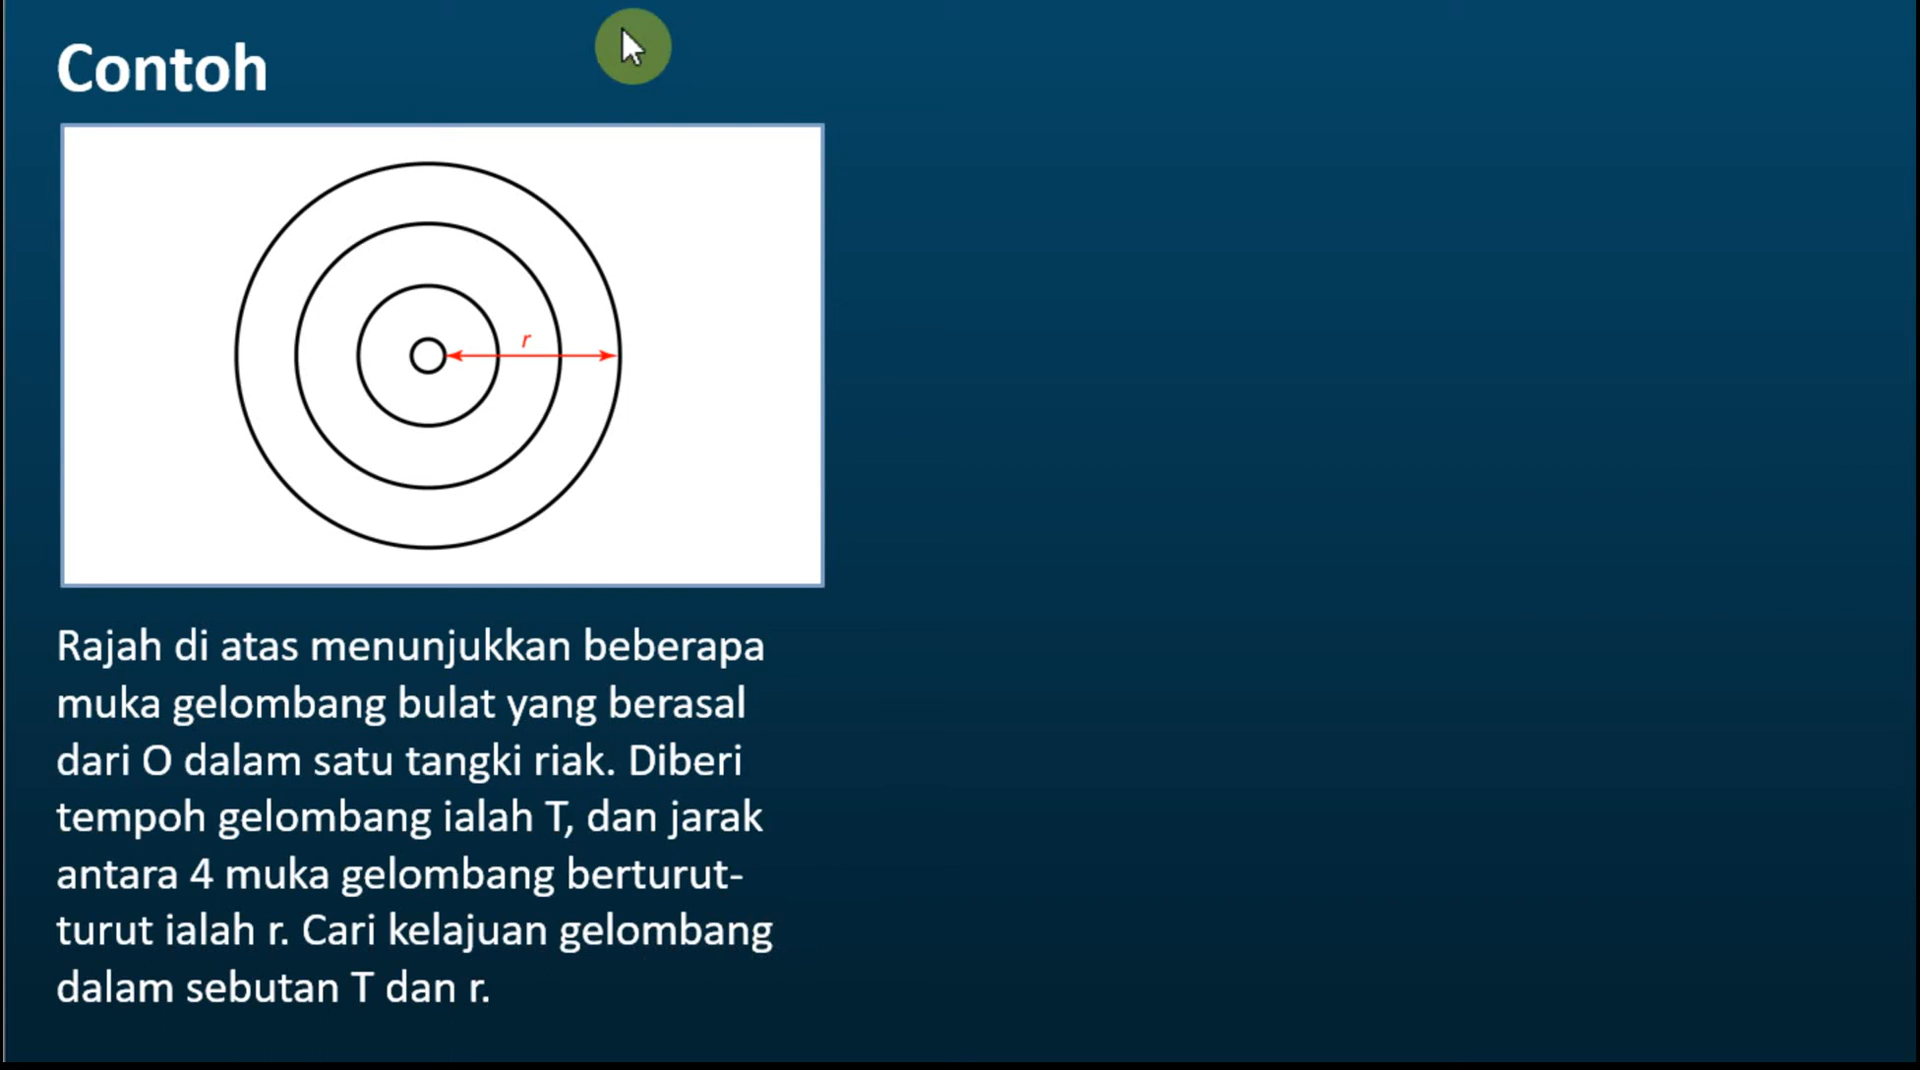 Contoh
r
Rajah di atas menunjukkan beberapa
muka gelombang bulat yang berasal
dari O dalam satu tangki riak. Diberi
tempoh gelombang ialah T, dan jarak
antara 4 muka gelombang berturut-
turut ialah r. Cari kelajuan gelombang
dalam sebutan T dan r.